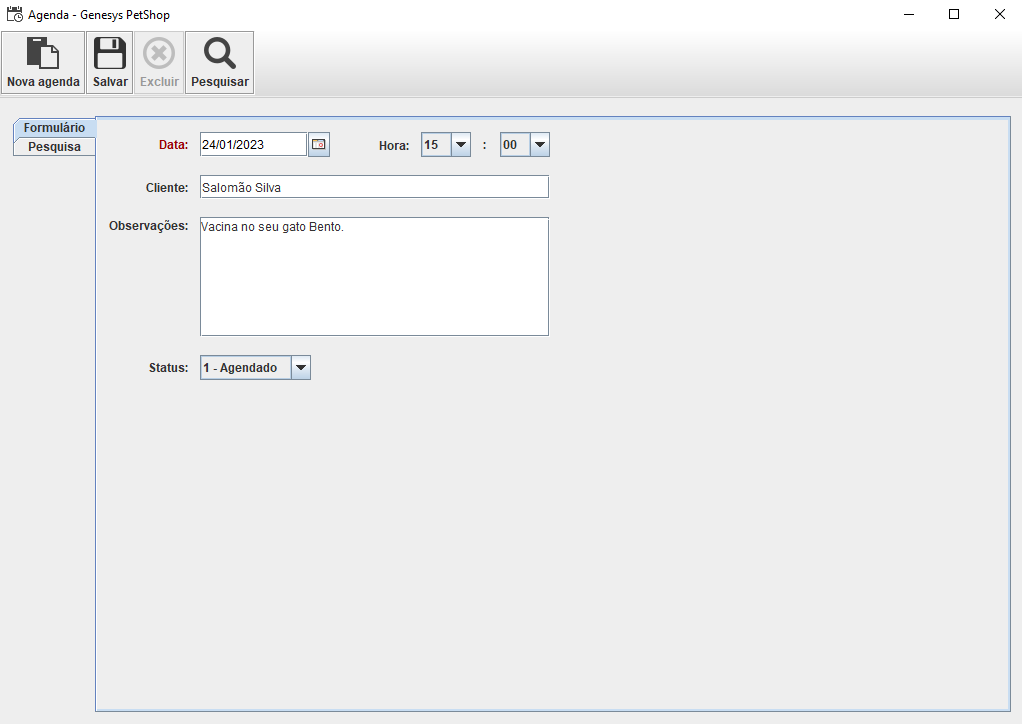 Agenda - Genesys PetShop
Nova agenda Salvar Excluir Pesquisar
Formulário
Pesquisa
Data: 24/01/2023 Hora: 15 : 00
Cliente: Salomão Silva
Observações: Vacina no seu gato Bento.
Status: 1 - Agendado